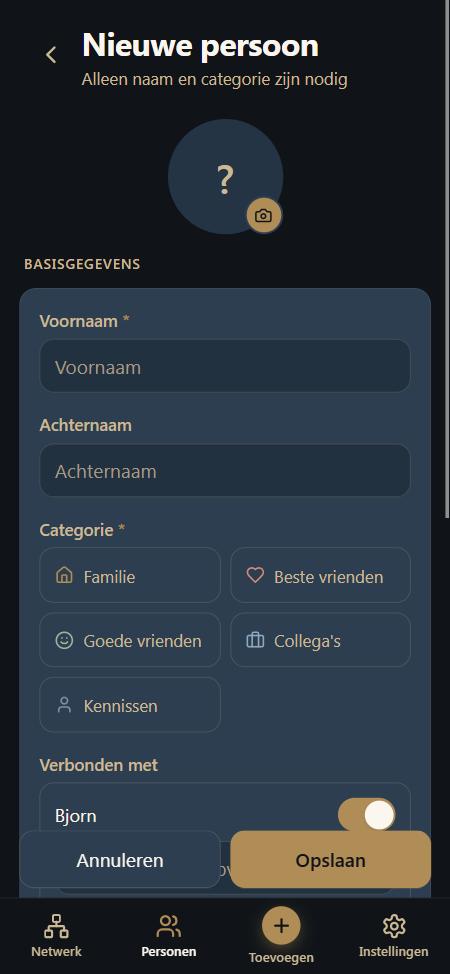 Nieuwe persoon
Alleen naam en categorie zijn nodig
?
BASISGEGEVENS
Voornaam *
Voornaam
Achternaam
Achternaam
Categorie *
Familie
Beste vrienden
Goede vrienden
Collega's
Kennissen
Verbonden met
Bjorn
Annuleren
Opslaan
Netwerk
Personen
Toevoegen
Instellingen